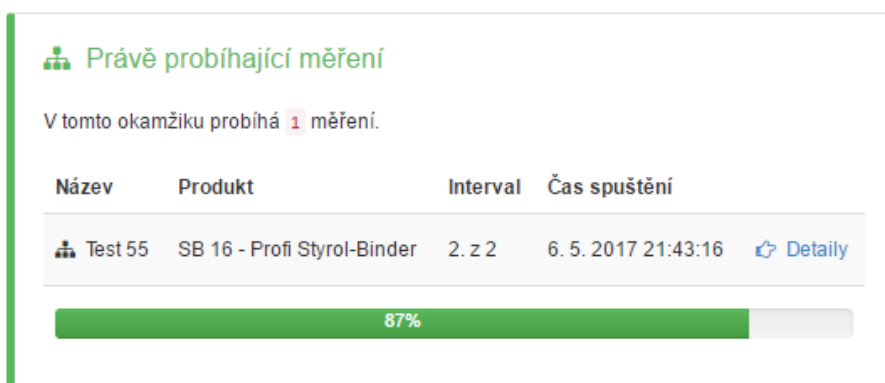 Právě probíhající měření
V tomto okamžiku probíhá 1 měření.
Název Produkt Interval Čas spuštění
Test 55 SB 16 - Profi Styrol-Binder 2. z 2 6. 5. 2017 21:43:16 Detaily
87%